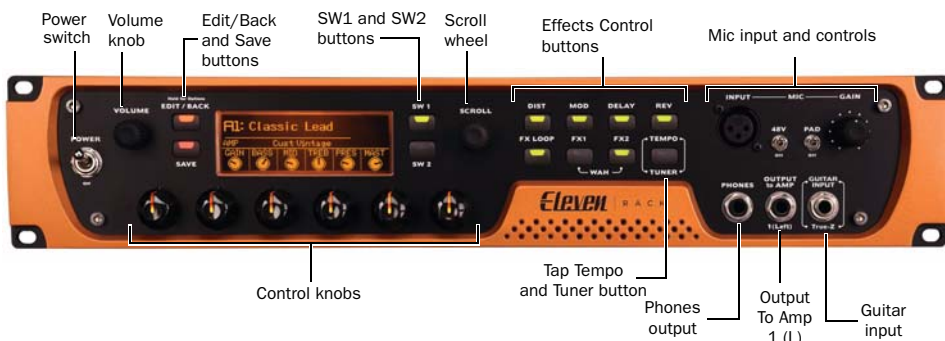 Power
switch
Volume
knob
Edit/Back
and Save
buttons
SW1 and SW2
buttons
Scroll
wheel
Effects Control
buttons
Mic input and controls
POWER
VOLUME
Hold for Options
EDIT / BACK
SAVE
A1: Classic Lead
AMP Cust Vintage
GAIN BASS MID TREB PRES MAST
SW 1
SW 2
SCROLL
DIST MOD DELAY REV
FX LOOP FX1 FX2 TEMPO
WAH
TUNER
INPUT MIC GAIN
48V PAD
Eleven RACK
PHONES
OUTPUT
to AMP
1 (Left)
GUITAR
INPUT
True-Z
Control knobs
Tap Tempo
and Tuner button
Phones
output
Output
To Amp
1 (L)
Guitar
input